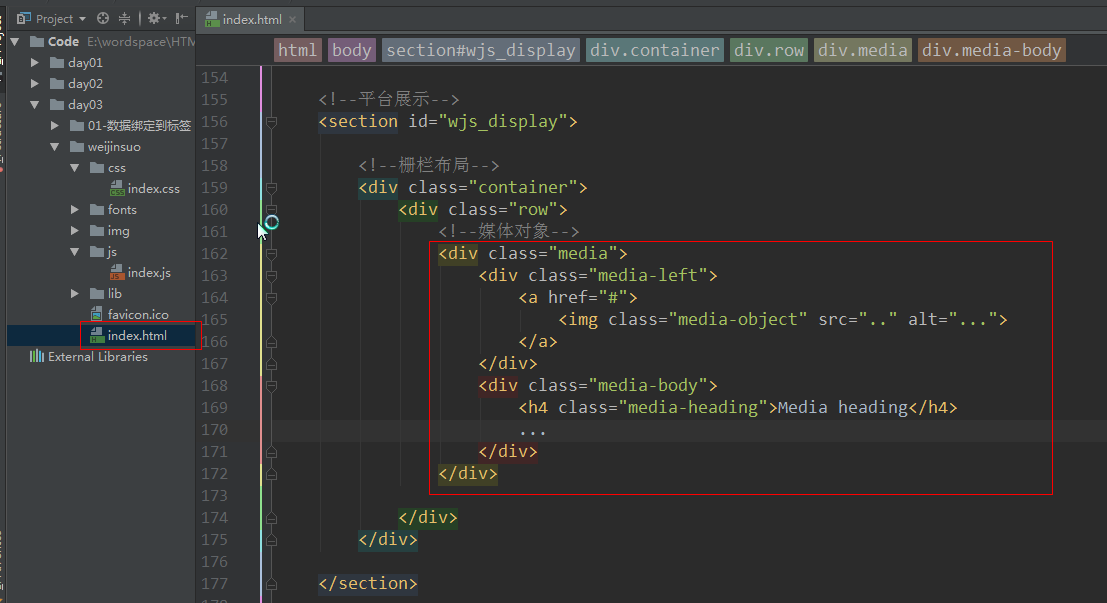 Project
index.html
Code E:\wordspace\HTM
day01
day02
day03
01-数据绑定到标签
weijinsuo
css
index.css
fonts
img
js
index.js
lib
favicon.ico
index.html
External Libraries
html body section#wjs_display div.container div.row div.media div.media-body
154
155 <!--平台展示-->
156 <section id="wjs_display">
157
158 <!--栅栏布局-->
159 <div class="container">
160 <div class="row">
161 <!--媒体对象-->
162 <div class="media">
163 <div class="media-left">
164 <a href="#">
165 <img class="media-object" src=".." alt="...">
166 </a>
167 </div>
168 <div class="media-body">
169 <h4 class="media-heading">Media heading</h4>
170 ...
171 </div>
172 </div>
173
174 </div>
175 </div>
176
177 </section>